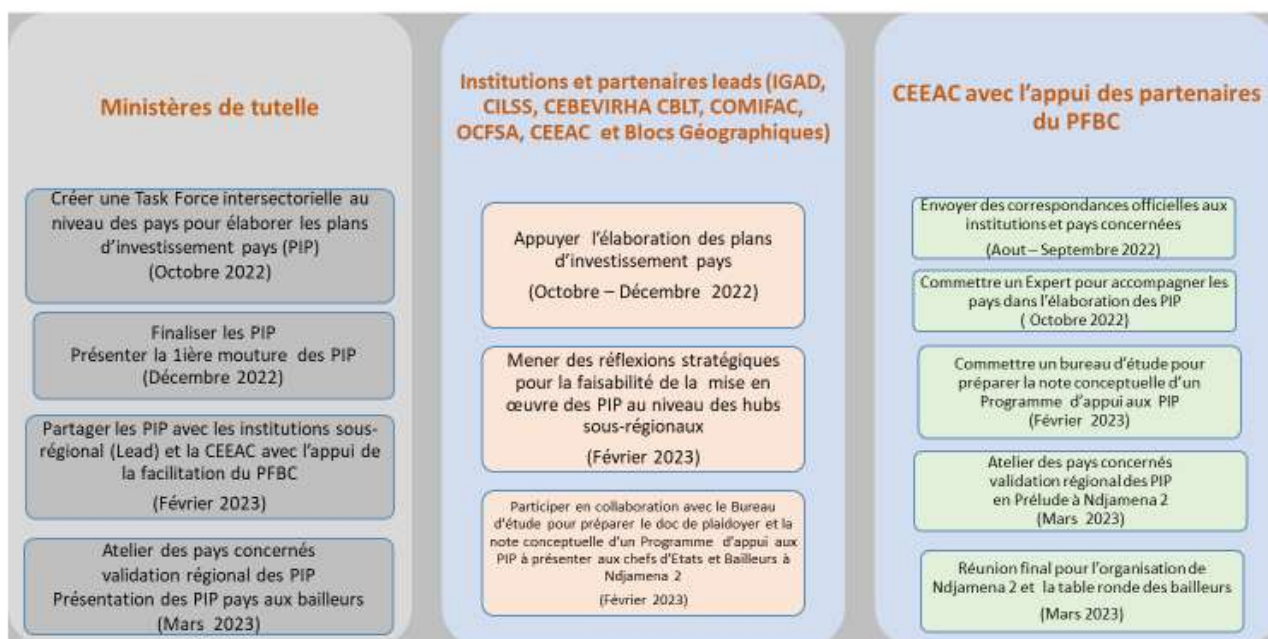 Ministères de tutelle
Créer une Task Force intersectorielle au
niveau des pays pour élaborer les plans
d'investissement pays (PIP)
(Octobre 2022)
Finaliser les PIP
Présenter la 1ière mouture des PIP
(Décembre 2022)
Partager les PIP avec les institutions sous-
régional (Lead) et la CEEAC avec l'appui de
la facilitation du PFBC
(Février 2023)
Atelier des pays concernés
validation régional des PIP
Présentation des PIP pays aux bailleurs
(Mars 2023)
Institutions et partenaires leads (IGAD,
CILSS, CEBEVIRHA CBLT, COMIFAC,
OCFSA, CEEAC et Blocs Géographiques)
Appuyer l'élaboration des plans
d'investissement pays
(Octobre – Décembre 2022)
Mener des réflexions stratégiques
pour la faisabilité de la mise en
œuvre des PIP au niveau des hubs
sous-régionaux
(Février 2023)
Participer en collaboration avec le Bureau
d'étude pour préparer le doc de plaidoyer et la
note conceptuelle d'un Programme d'appui aux
PIP à présenter aux chefs d'Etats et Bailleurs à
Ndjamena 2
(Février 2023)
CEEAC avec l'appui des partenaires
du PFBC
Envoyer des correspondances officielles aux
institutions et pays concernées
(Aout – Septembre 2022)
Commettre un Expert pour accompagner les
pays dans l'élaboration des PIP
( Octobre 2022)
Commettre un bureau d'étude pour
préparer la note conceptuelle d'un
Programme d'appui aux PIP
(Février 2023)
Atelier des pays concernés
validation régional des PIP
en Prélude à Ndjamena 2
(Mars 2023)
Réunion final pour l'organisation de
Ndjamena 2 et la table ronde des bailleurs
(Mars 2023)